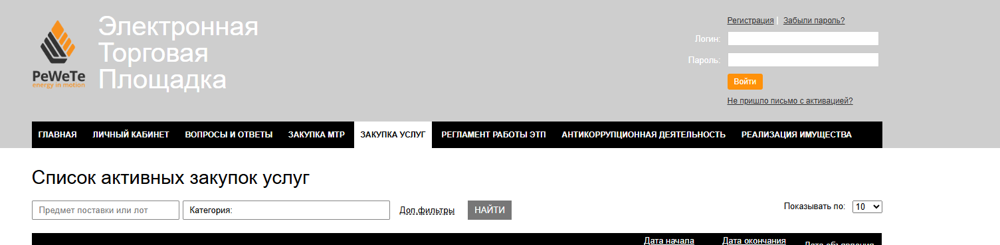 Электронная
Торговая
Площадка
PeWeTe
energy in motion
Регистрация | Забыли пароль?
Логин:
Пароль:
Войти
Не пришло письмо с активацией?
ГЛАВНАЯ ЛИЧНЫЙ КАБИНЕТ ВОПРОСЫ И ОТВЕТЫ ЗАКУПКА МТР ЗАКУПКА УСЛУГ РЕГЛАМЕНТ РАБОТЫ ЭТП АНТИКОРРУПЦИОННАЯ ДЕЯТЕЛЬНОСТЬ РЕАЛИЗАЦИЯ ИМУЩЕСТВА
Список активных закупок услуг
Предмет поставки или лот Категория: Доп.фильтры НАЙТИ Показывать по: 10
Дата начала Дата окончания Дата объявления